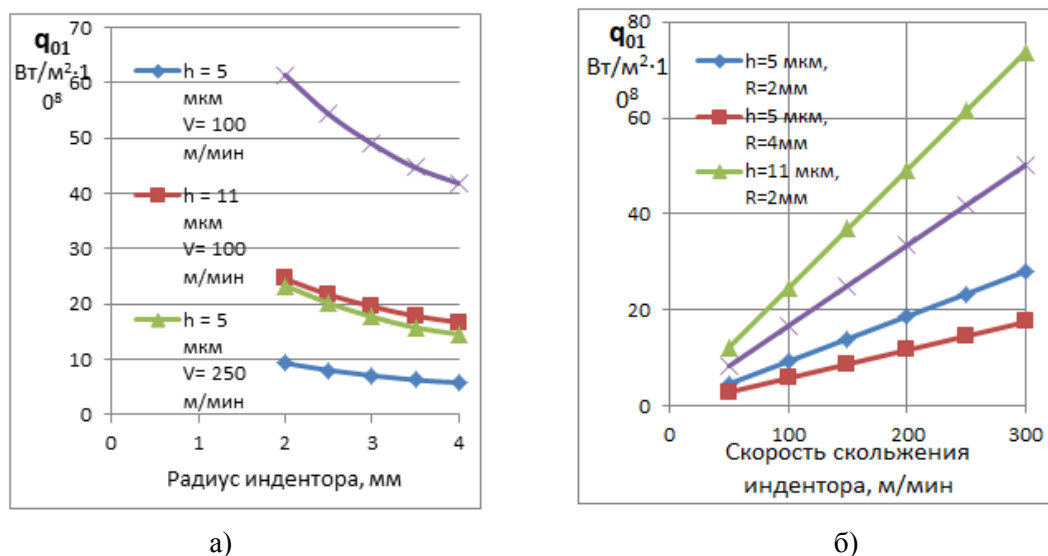 70
q01
Вт/м²·1
0⁸
60
50
40
30
20
10
0
h = 5
мкм
V= 100
м/мин
h = 11
мкм
V= 100
м/мин
h = 5
мкм
V= 250
м/мин
0 1 2 3 4
Радиус индентора, мм
а)
80
q01
Вт/м²·1
0⁸
60
40
20
0
h=5 мкм,
R=2мм
h=5 мкм,
R=4мм
h=11 мкм,
R=2мм
0 100 200 300
Скорость скольжения
индентора, м/мин
б)